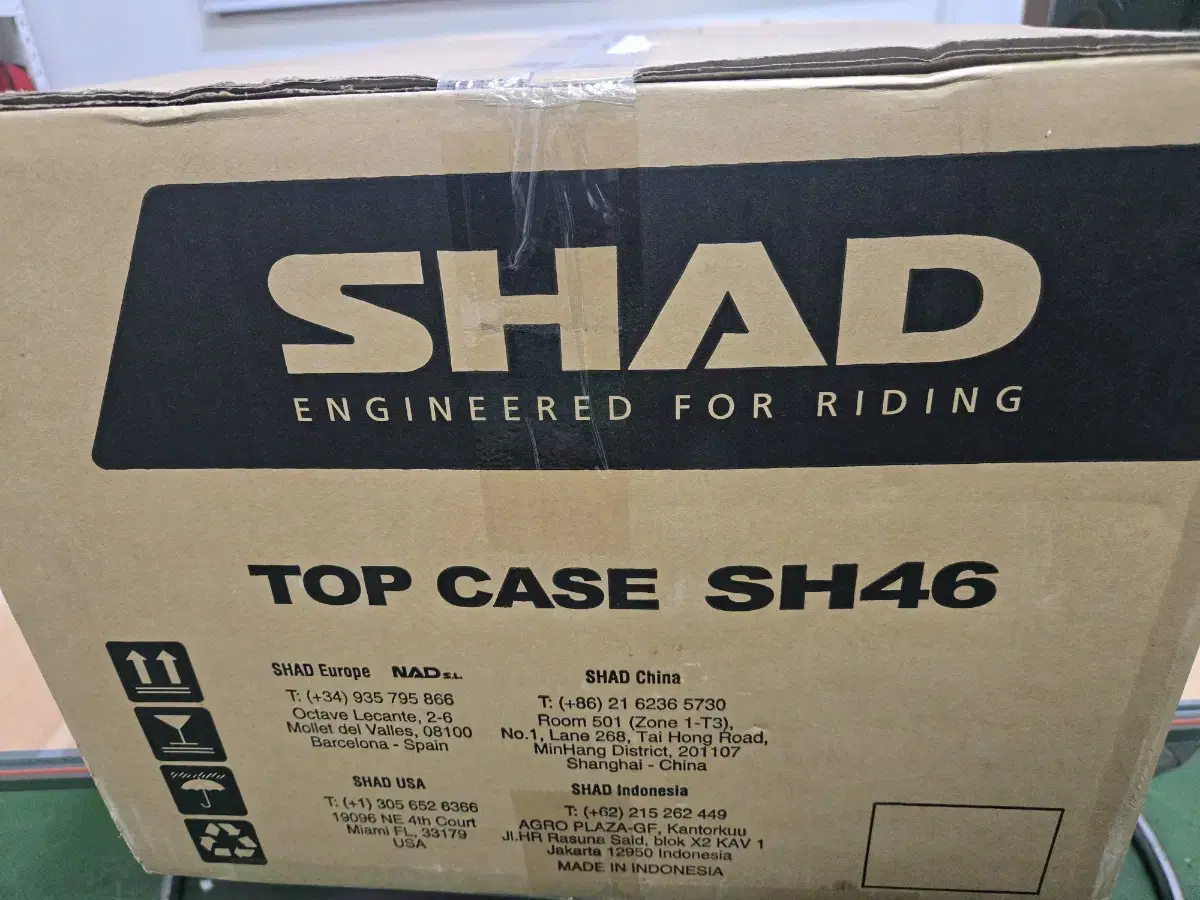 SHAD
ENGINEERED FOR RIDING
TOP CASE SH46
SHAD Europe NAD S.L.
T: (+34) 935 795 866
Octave Lecante, 2-6
Mollet del Valles, 08100
Barcelona - Spain
SHAD China
T: (+86) 21 6236 5730
Room 501 (Zone 1-T3),
No.1, Lane 268, Tai Hong Road,
MinHang District, 201107
Shanghai - China
SHAD USA
T: (+1) 305 652 6366
19096 NE 4th Court
Miami FL, 33179
USA
SHAD Indonesia
T: (+62) 215 262 449
AGRO PLAZA-GF, Kantorkuu
Jl.HR Rasuna Said, blok X2 KAV 1
Jakarta 12950 Indonesia
MADE IN INDONESIA